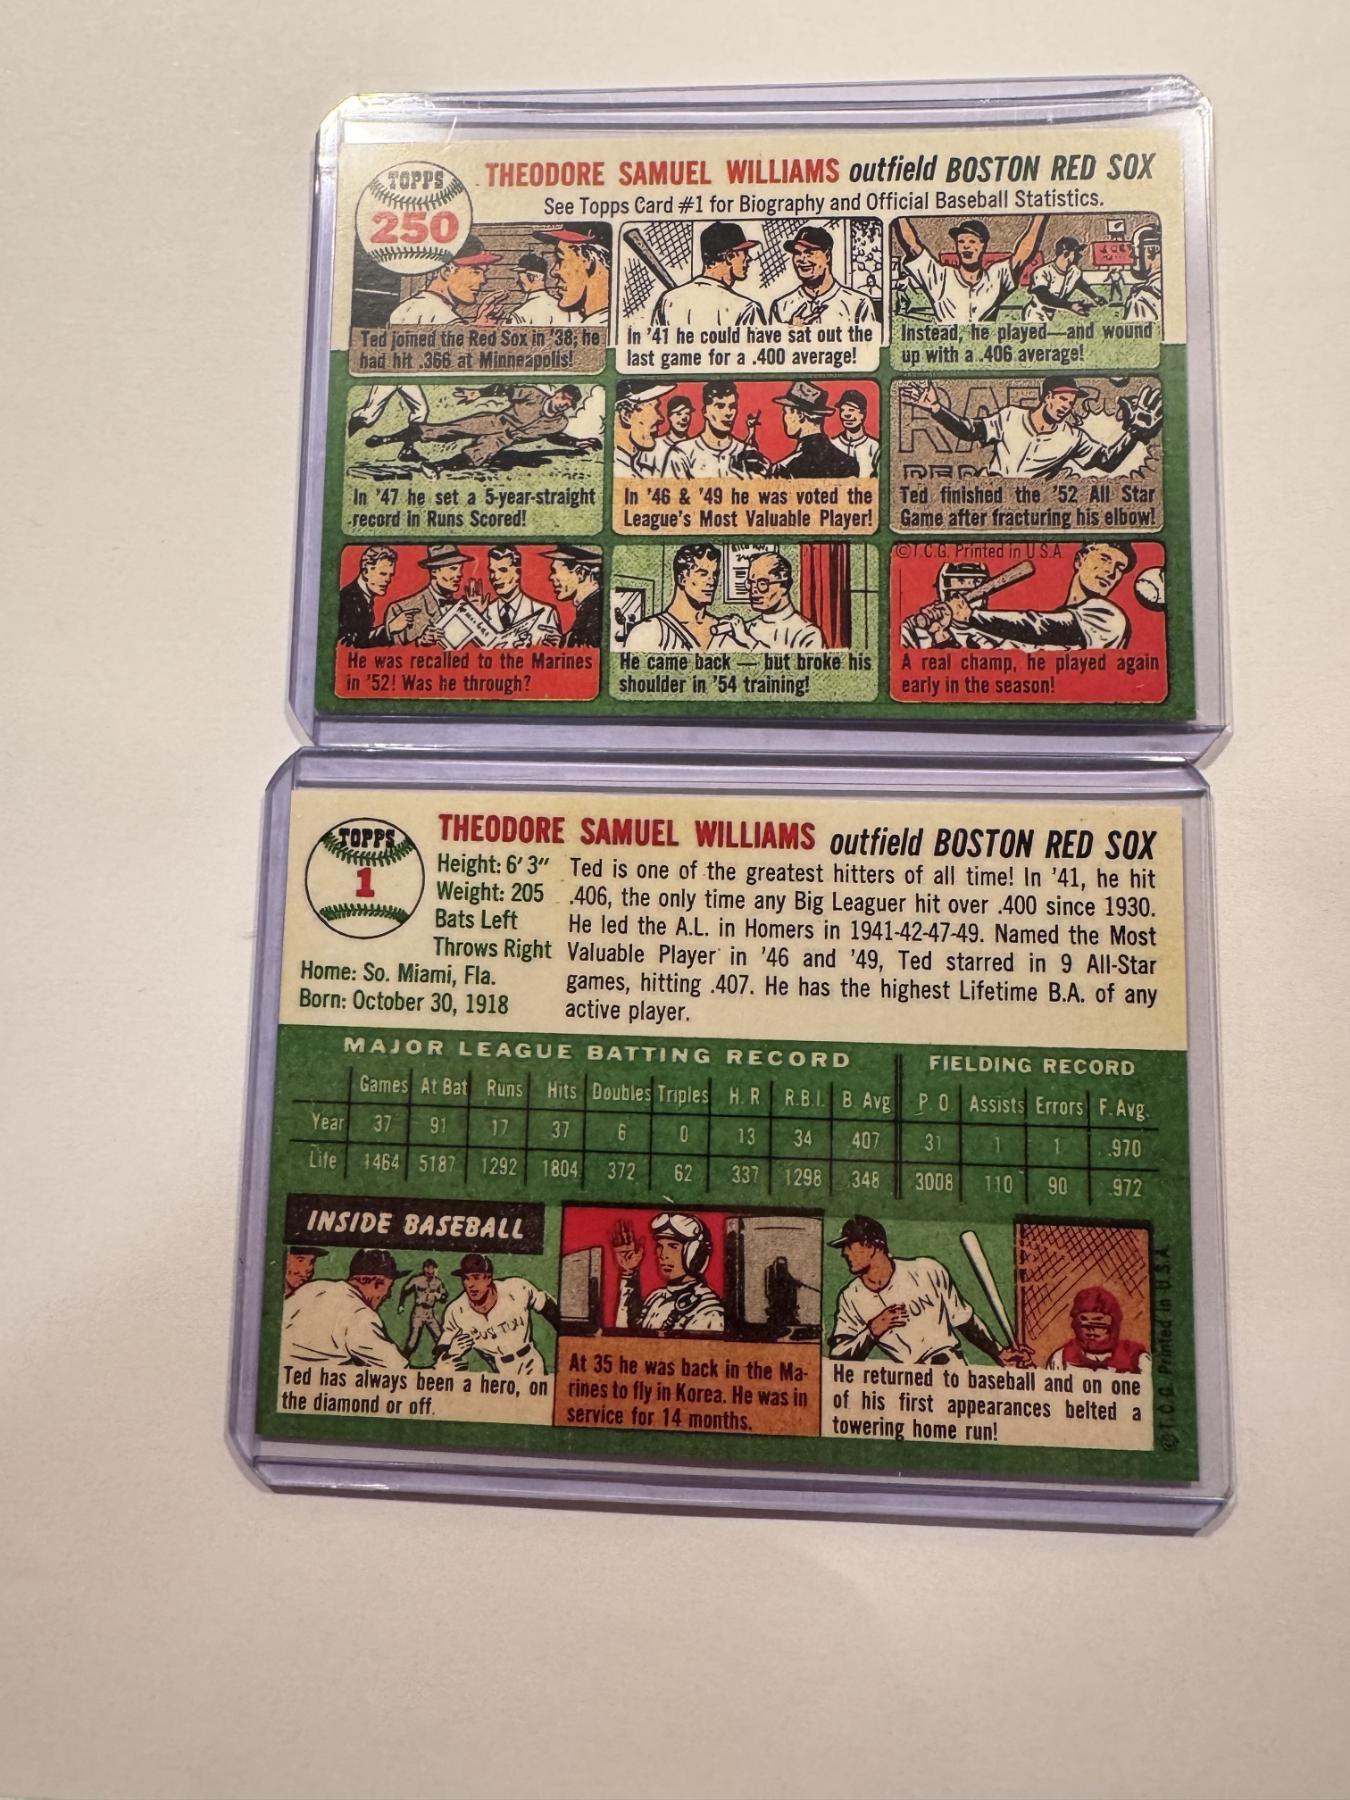 TOPPS
250
THEODORE SAMUEL WILLIAMS outfield BOSTON RED SOX
See Topps Card #1 for Biography and Official Baseball Statistics.
Ted joined the Red Sox in '38; he
had hit .366 at Minneapolis!
In '41 he could have sat out the
last game for a .400 average!
Instead, he played—and wound
up with a .406 average!
In '47 he set a 5-year-straight
record in Runs Scored!
In '46 & '49 he was voted the
League's Most Valuable Player!
Ted finished the '52 All Star
Game after fracturing his elbow!
He was recalled to the Marines
in '52! Was he through?
He came back — but broke his
shoulder in '54 training!
©T.C.G. Printed in U.S.A.
A real champ, he played again
early in the season!
TOPPS
1
THEODORE SAMUEL WILLIAMS outfield BOSTON RED SOX
Height: 6' 3"
Weight: 205
Bats Left
Throws Right
Home: So. Miami, Fla.
Born: October 30, 1918
Ted is one of the greatest hitters of all time! In '41, he hit
.406, the only time any Big Leaguer hit over .400 since 1930.
He led the A.L. in Homers in 1941-42-47-49. Named the Most
Valuable Player in '46 and '49, Ted starred in 9 All-Star
games, hitting .407. He has the highest Lifetime B.A. of any
active player.
MAJOR LEAGUE BATTING RECORD FIELDING RECORD
Games At Bat Runs Hits Doubles Triples H. R R.B.I. B. Avg P. O Assists Errors F. Avg.
Year 37 91 17 37 6 0 13 34 .407 31 1 1 .970
Life 1464 5187 1292 1804 372 62 337 1298 .348 3008 110 90 .972
INSIDE BASEBALL
Ted has always been a hero, on
the diamond or off.
At 35 he was back in the Ma-
rines to fly in Korea. He was in
service for 14 months.
He returned to baseball and on one
of his first appearances belted a
towering home run!
©T.C.G. Printed in U.S.A.